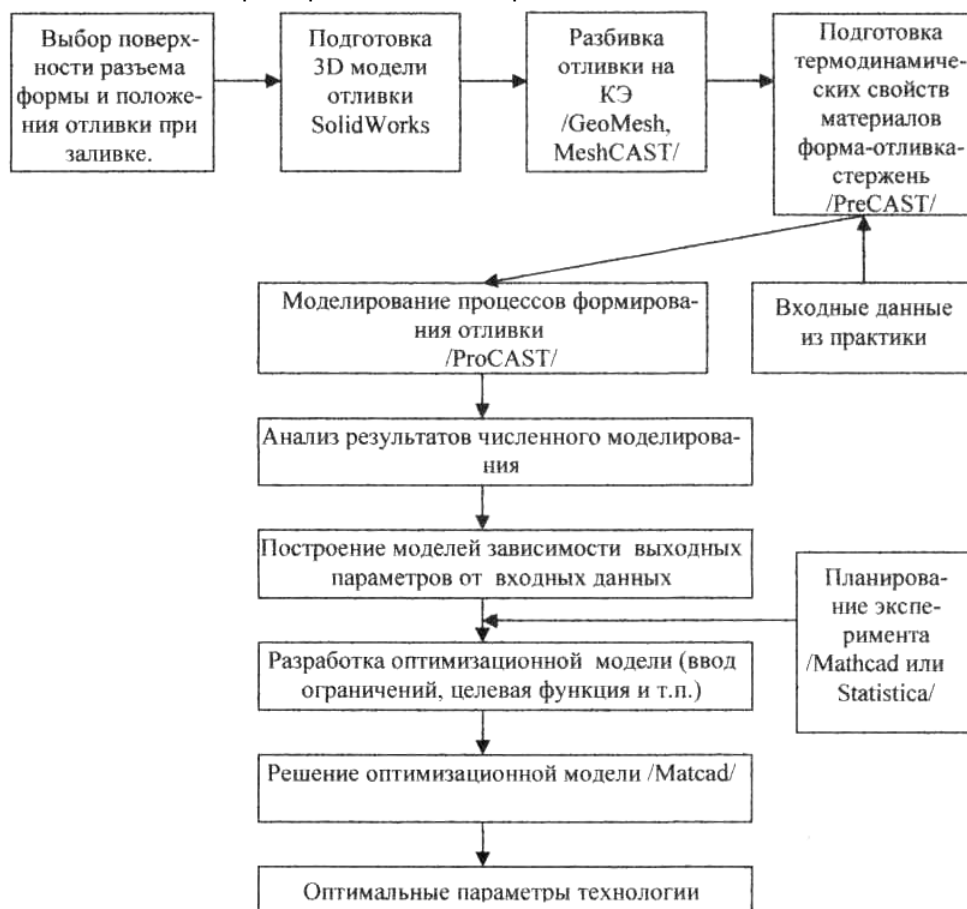 Выбор поверх-
ности разъема
формы и положе-
ния отливки при
заливке.
Подготовка
3D модели
отливки
SolidWorks
Разбивка
отливки на
КЭ
/GeoMesh,
MeshCAST/
Подготовка
термодинамиче-
ских свойств
материалов
форма-отливка-
стержень
/PreCAST/
Моделирование процессов формирова-
ния отливки
/ProCAST/
Входные данные
из практики
Анализ результатов численного моделирова-
ния
Построение моделей зависимости выходных
параметров от входных данных
Планирова-
ние экспе-
римента
/Mathcad или
Statistica/
Разработка оптимизационной модели (ввод
ограничений, целевая функция и т.п.)
Решение оптимизационной модели /Matcad/
Оптимальные параметры технологии